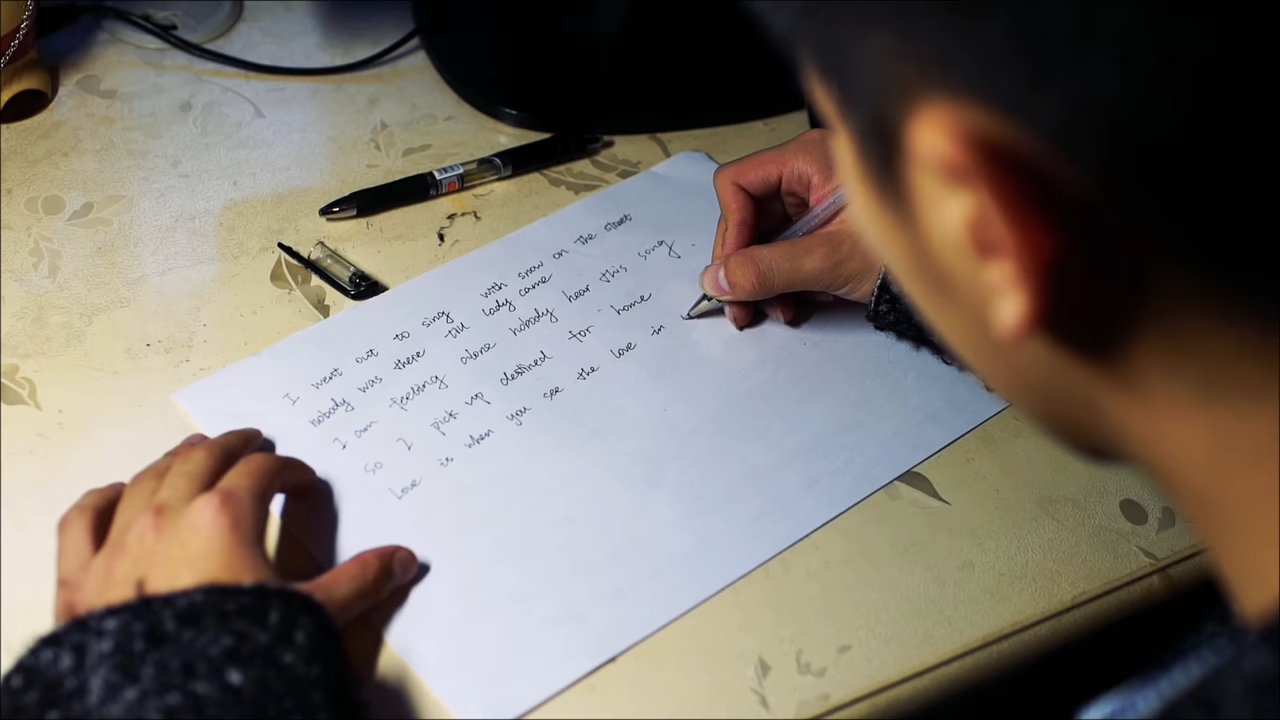 I went out to sing with snow on the street
nobody was there till lady came
I am feeling alone nobody hear this song.
So I pick up destined for home
Love is when you see the love in